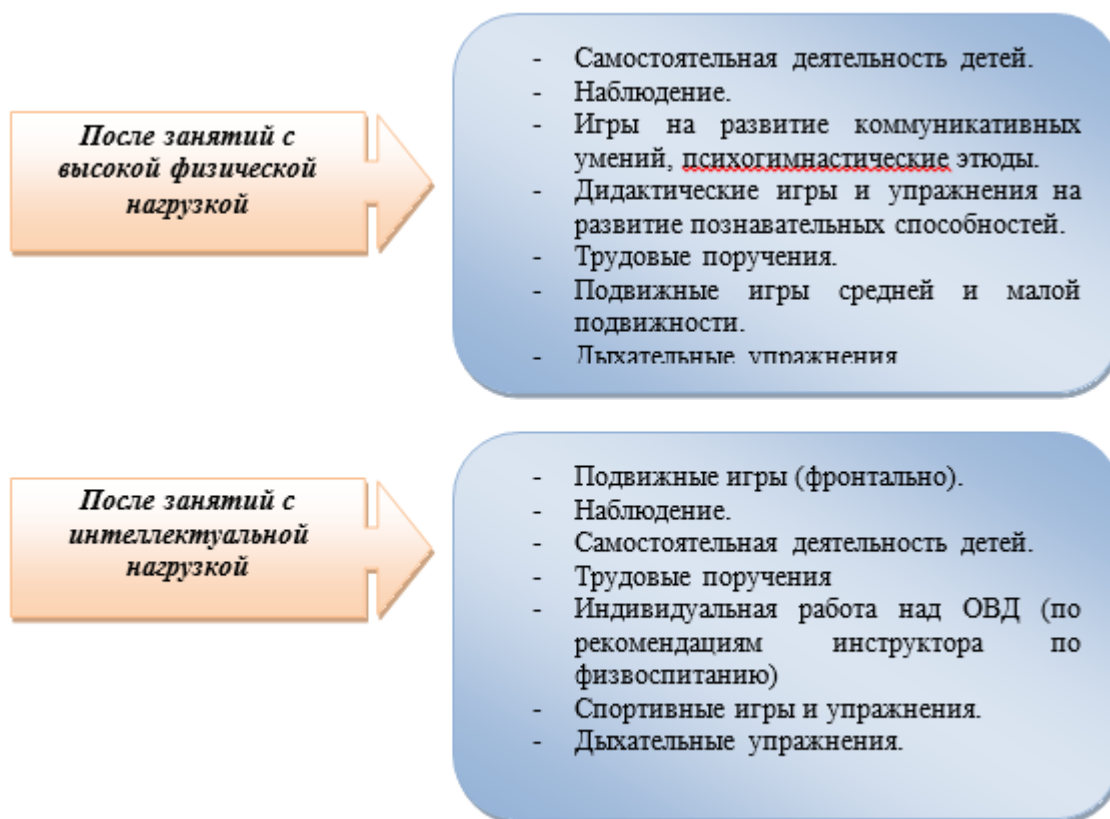 После занятий с
высокой физической
нагрузкой
- Самостоятельная деятельность детей.
- Наблюдение.
- Игры на развитие коммуникативных
умений, психогимнастические этюды.
- Дидактические игры и упражнения на
развитие познавательных способностей.
- Трудовые поручения.
- Подвижные игры средней и малой
подвижности.
- Дыхательные упражнения
После занятий с
интеллектуальной
нагрузкой
- Подвижные игры (фронтально).
- Наблюдение.
- Самостоятельная деятельность детей.
- Трудовые поручения
- Индивидуальная работа над ОВД (по
рекомендациям инструктора по
физвоспитанию)
- Спортивные игры и упражнения.
- Дыхательные упражнения.